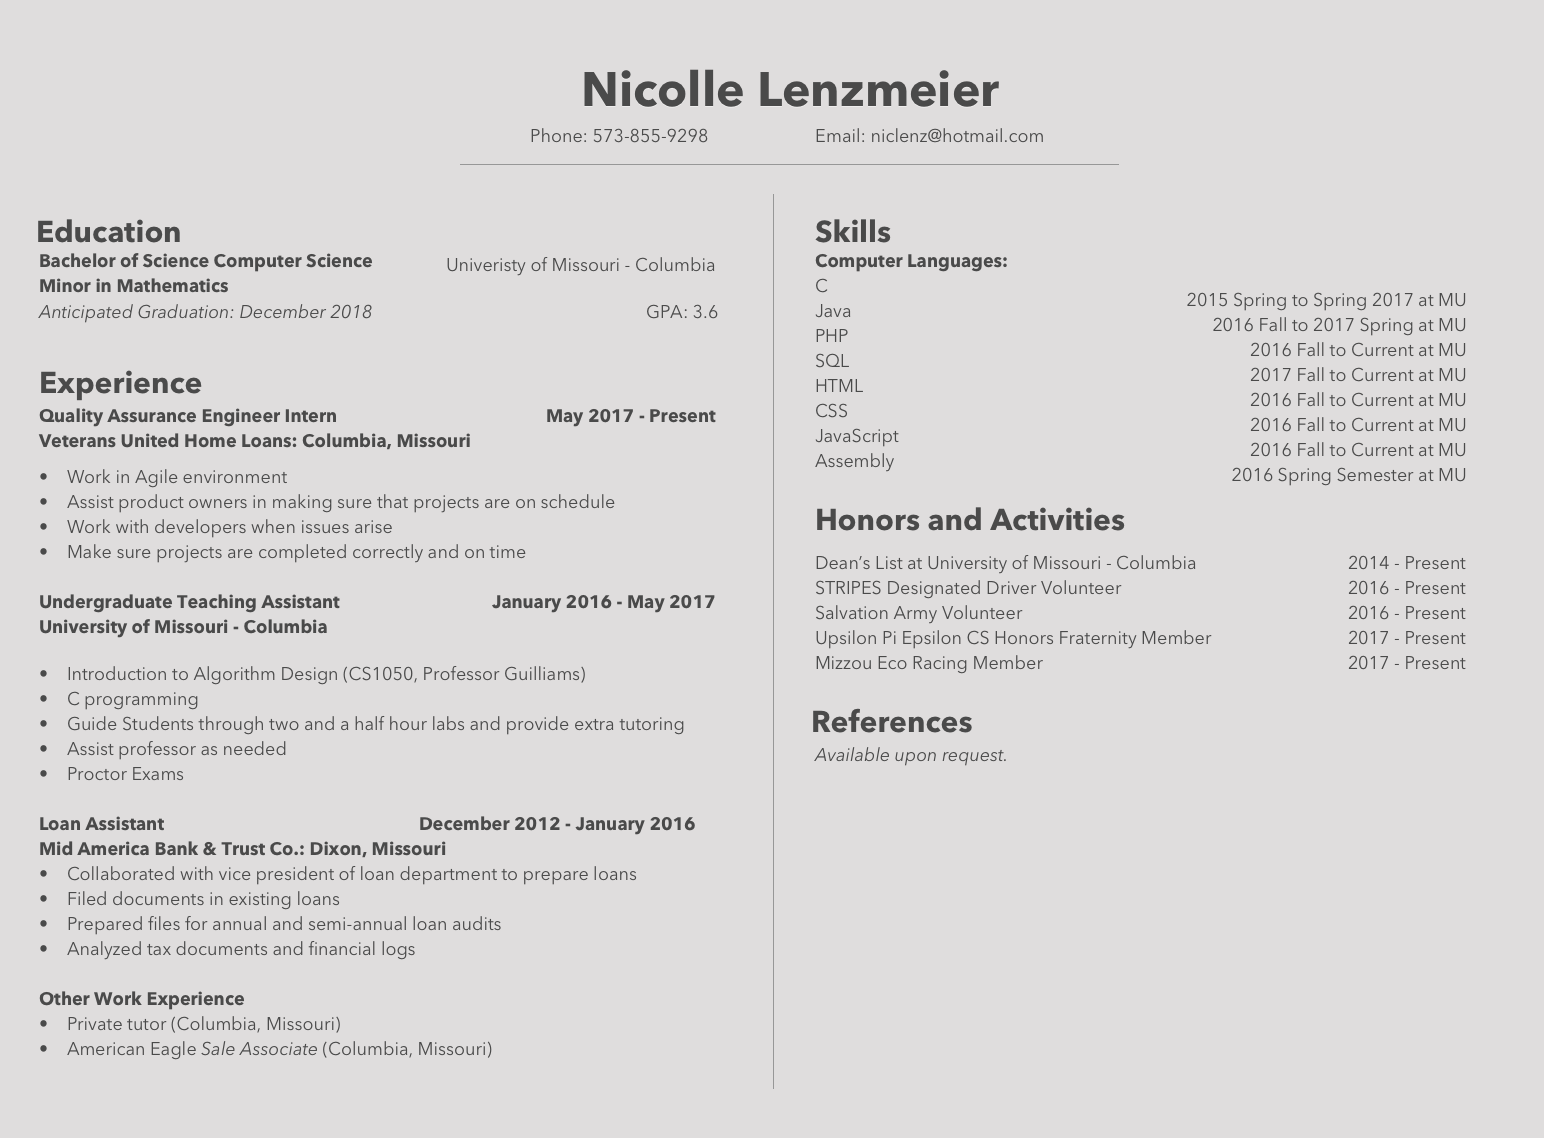 Nicolle Lenzmeier
Phone: 573-855-9298 Email: niclenz@hotmail.com
Education
Bachelor of Science Computer Science Univeristy of Missouri - Columbia
Minor in Mathematics
Anticipated Graduation: December 2018 GPA: 3.6
Experience
Quality Assurance Engineer Intern May 2017 - Present
Veterans United Home Loans: Columbia, Missouri
• Work in Agile environment
• Assist product owners in making sure that projects are on schedule
• Work with developers when issues arise
• Make sure projects are completed correctly and on time
Undergraduate Teaching Assistant January 2016 - May 2017
University of Missouri - Columbia
• Introduction to Algorithm Design (CS1050, Professor Guilliams)
• C programming
• Guide Students through two and a half hour labs and provide extra tutoring
• Assist professor as needed
• Proctor Exams
Loan Assistant December 2012 - January 2016
Mid America Bank & Trust Co.: Dixon, Missouri
• Collaborated with vice president of loan department to prepare loans
• Filed documents in existing loans
• Prepared files for annual and semi-annual loan audits
• Analyzed tax documents and financial logs
Other Work Experience
• Private tutor (Columbia, Missouri)
• American Eagle Sale Associate (Columbia, Missouri)
Skills
Computer Languages:
C 2015 Spring to Spring 2017 at MU
Java 2016 Fall to 2017 Spring at MU
PHP 2016 Fall to Current at MU
SQL 2017 Fall to Current at MU
HTML 2016 Fall to Current at MU
CSS 2016 Fall to Current at MU
JavaScript 2016 Fall to Current at MU
Assembly 2016 Spring Semester at MU
Honors and Activities
Dean’s List at University of Missouri - Columbia 2014 - Present
STRIPES Designated Driver Volunteer 2016 - Present
Salvation Army Volunteer 2016 - Present
Upsilon Pi Epsilon CS Honors Fraternity Member 2017 - Present
Mizzou Eco Racing Member 2017 - Present
References
Available upon request.